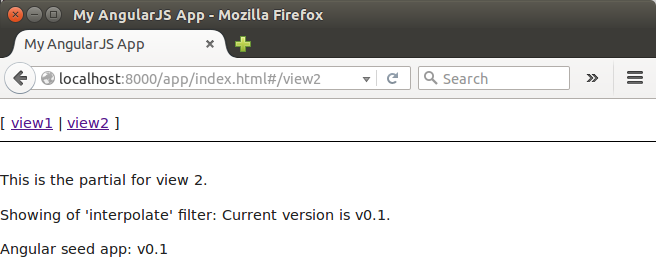 My AngularJS App - Mozilla Firefox
My AngularJS App
localhost:8000/app/index.html#/view2
Search
[ view1 | view2 ]
This is the partial for view 2.
Showing of 'interpolate' filter: Current version is v0.1.
Angular seed app: v0.1